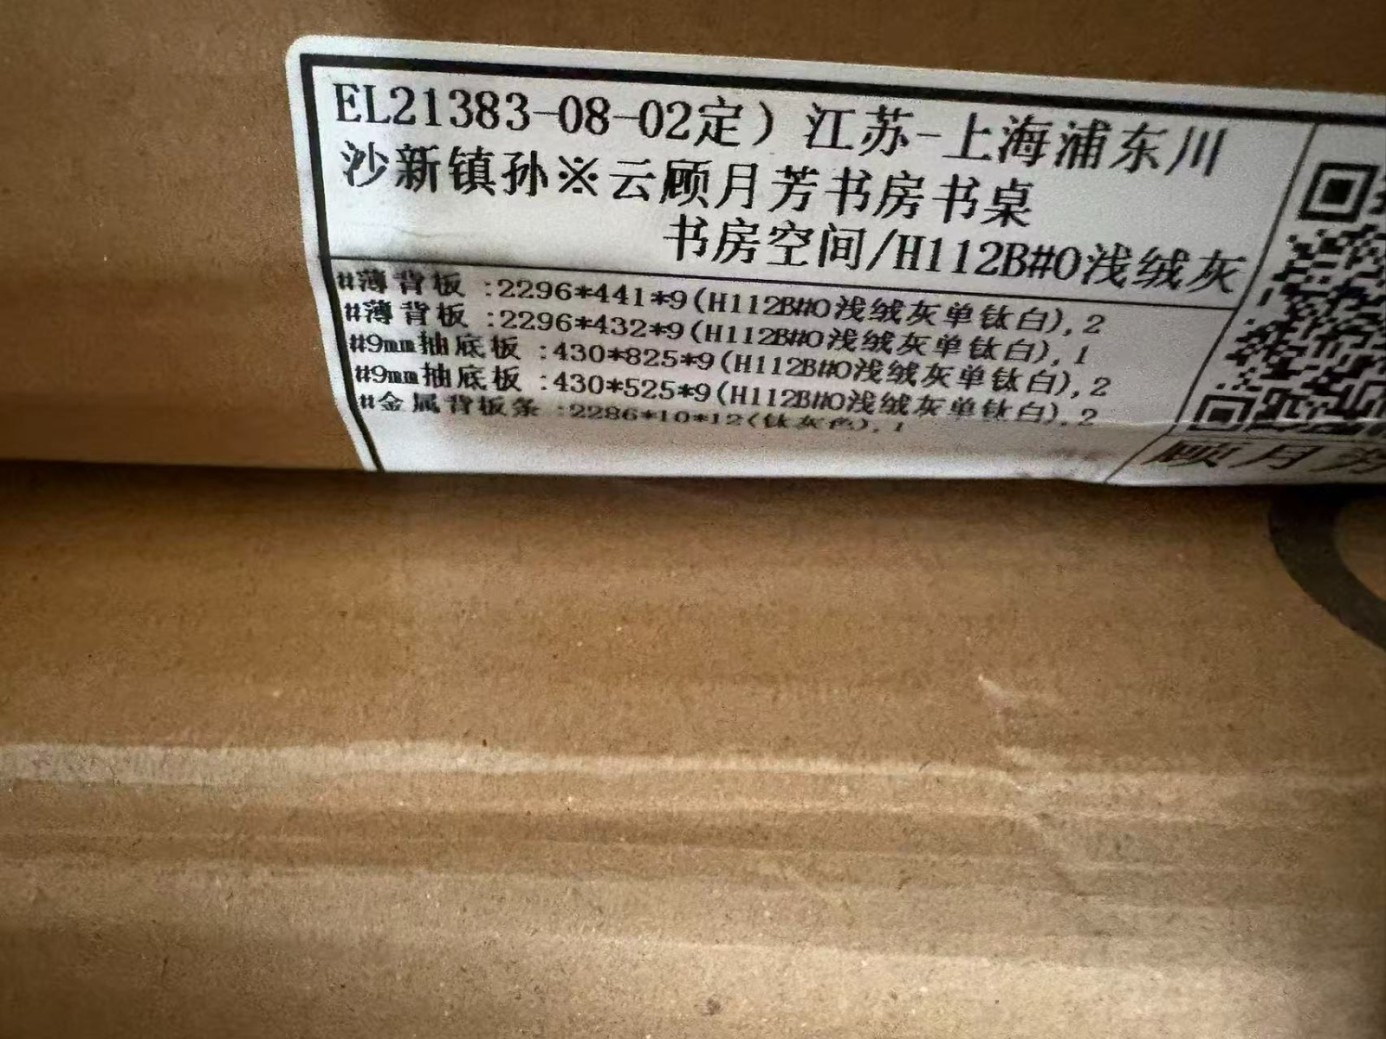 EL21383-08-02定）江苏-上海浦东川
沙新镇孙※云顾月芳书房书桌
书房空间/H112B#0浅绒灰
#薄背板 :2296*441*9(H112B#0浅绒灰单钛白),2
#薄背板 :2296*432*9(H112B#0浅绒灰单钛白),1
#9mm抽底板 :430*825*9(H112B#0浅绒灰单钛白),2
#9mm抽底板 :430*525*9(H112B#0浅绒灰单钛白),2
#金属背板条 :2286*10*12(钛灰色),1
顾月芳